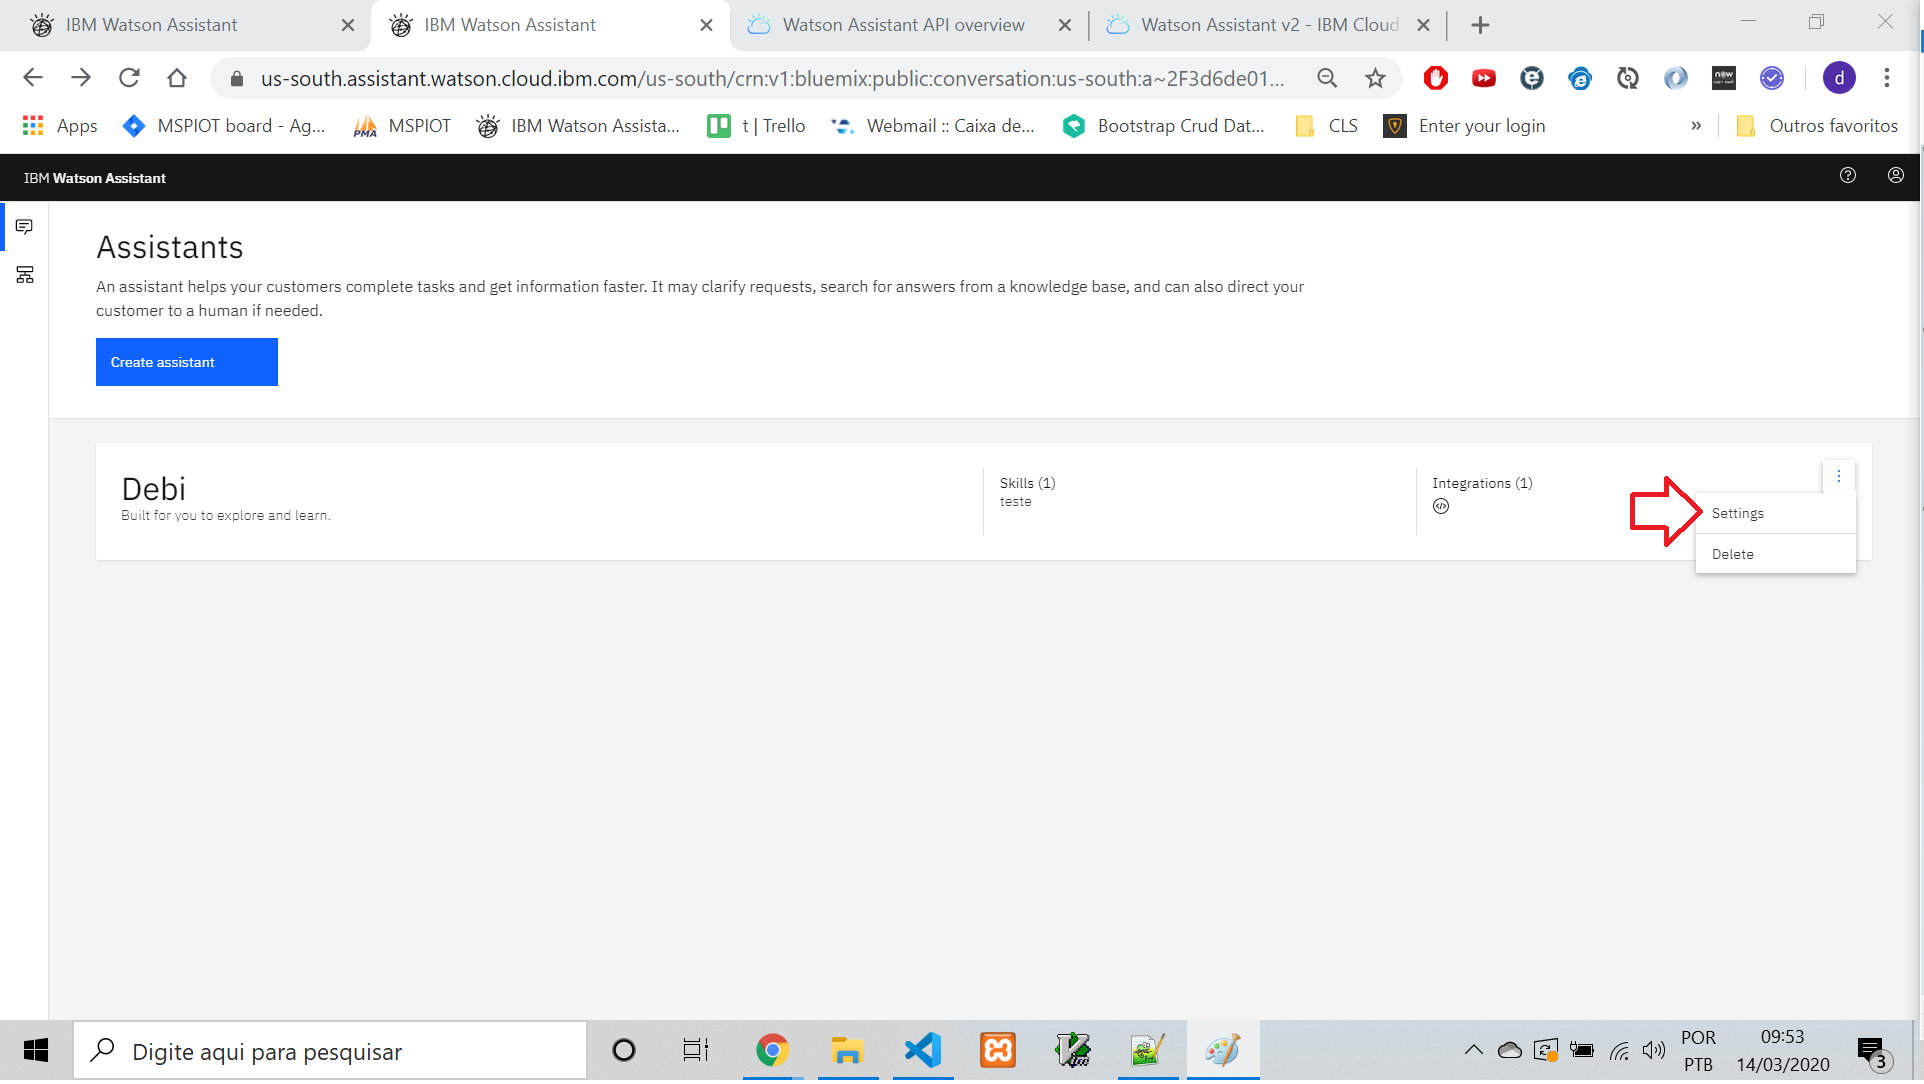 IBM Watson Assistant
IBM Watson Assistant
Watson Assistant API overview
Watson Assistant v2 - IBM Cloud
us-south.assistant.watson.cloud.ibm.com/us-south/crn:v1:bluemix:public:conversation:us-south:a~2F3d6de01...
d
Apps
MSPIOT board - Ag...
PMA
MSPIOT
IBM Watson Assista...
t | Trello
Webmail :: Caixa de...
Bootstrap Crud Dat...
CLS
Enter your login
»
Outros favoritos
IBM Watson Assistant
Assistants
An assistant helps your customers complete tasks and get information faster. It may clarify requests, search for answers from a knowledge base, and can also direct your
customer to a human if needed.
Create assistant
Debi
Built for you to explore and learn.
Skills (1)
teste
Integrations (1)
Settings
Delete
Digite aqui para pesquisar
POR
PTB
09:53
14/03/2020
3